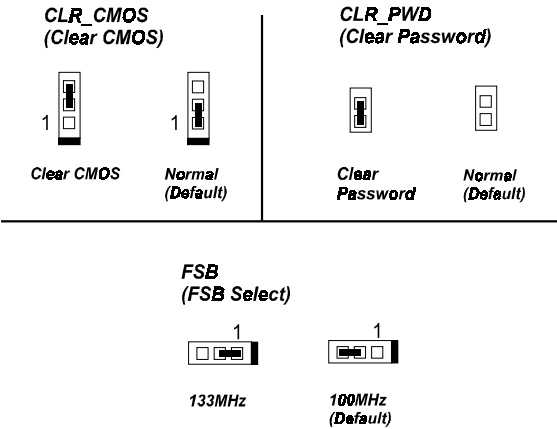 CLR_CMOS
(Clear CMOS)
1
1
Clear CMOS
Normal
(Default)
CLR_PWD
(Clear Password)
Clear
Password
Normal
(Default)
FSB
(FSB Select)
1
1
133MHz
100MHz
(Default)